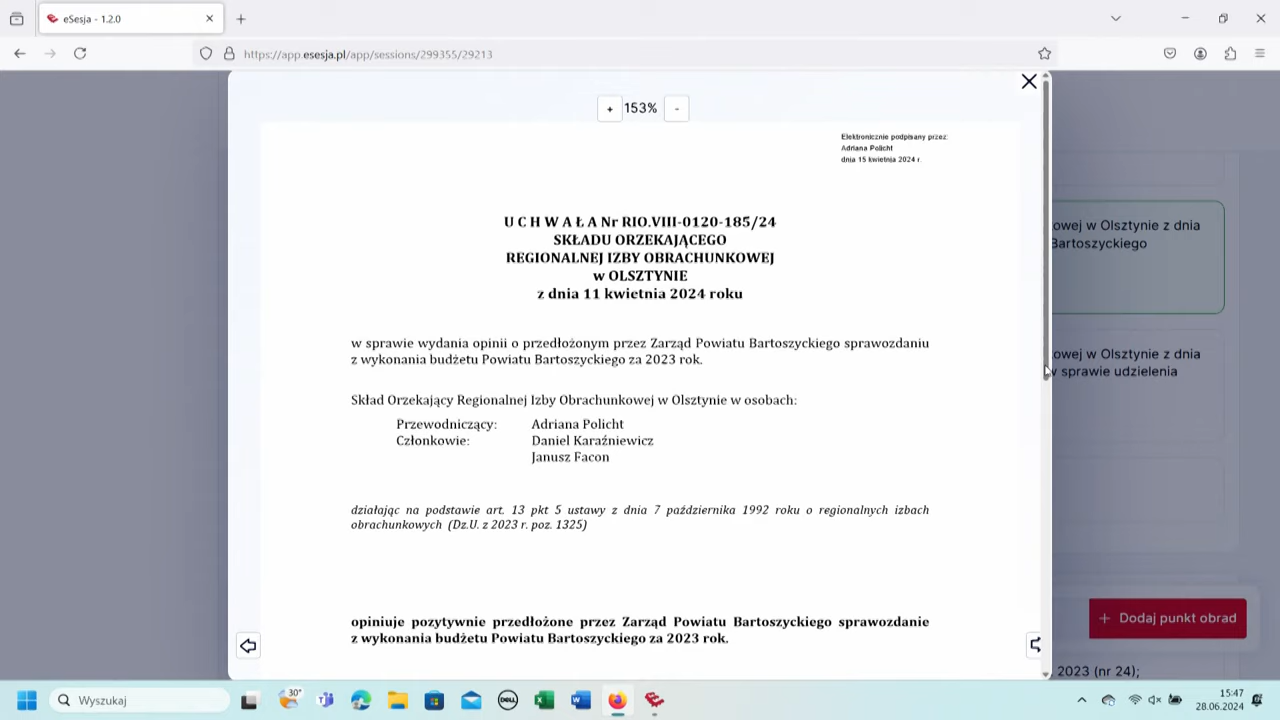 eSesja - 1.2.0
https://app.esesja.pl/app/sessions/299355/29213
+ 153% -
Elektronicznie podpisany przez:
Adriana Policht
dnia 15 kwietnia 2024 r.
U C H W A Ł A Nr RIO.VIII-0120-185/24
SKŁADU ORZEKAJĄCEGO
REGIONALNEJ IZBY OBRACHUNKOWEJ
w OLSZTYNIE
z dnia 11 kwietnia 2024 roku
w sprawie wydania opinii o przedłożonym przez Zarząd Powiatu Bartoszyckiego sprawozdaniu
z wykonania budżetu Powiatu Bartoszyckiego za 2023 rok.
Skład Orzekający Regionalnej Izby Obrachunkowej w Olsztynie w osobach:
Przewodniczący: Adriana Policht
Członkowie: Daniel Karaźniewicz
Janusz Facon
działając na podstawie art. 13 pkt 5 ustawy z dnia 7 października 1992 roku o regionalnych izbach
obrachunkowych (Dz.U. z 2023 r. poz. 1325)
opiniuje pozytywnie przedłożone przez Zarząd Powiatu Bartoszyckiego sprawozdanie
z wykonania budżetu Powiatu Bartoszyckiego za 2023 rok.
owej w Olsztynie z dnia
Bartoszyckiego
kowej w Olsztynie z dnia
v sprawie udzielenia
+ Dodaj punkt obrad
2023 (nr 24);
30°
Wyszukaj
DELL
15:47
28.06.2024